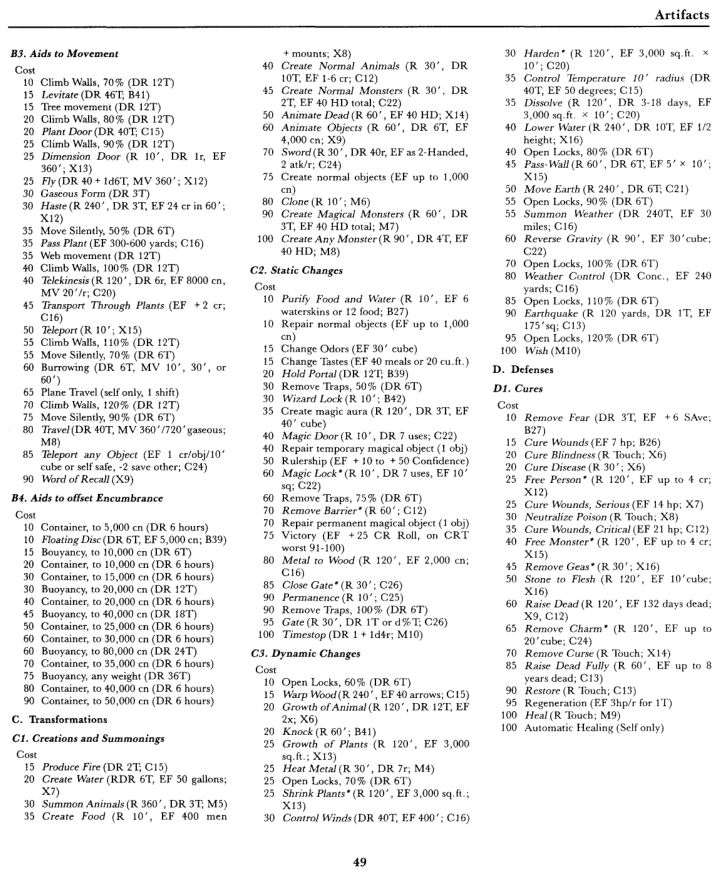 Artifacts
B3. Aids to Movement
Cost
10 Climb Walls, 70% (DR 12T)
15 Levitate (DR 46T; B41)
15 Tree movement (DR 12T)
20 Climb Walls, 80% (DR 12T)
20 Plant Door (DR 40T; C15)
25 Climb Walls, 90% (DR 12T)
25 Dimension Door (R 10', DR 1r, EF
360'; X13)
25 Fly (DR 40 + 1d6T, MV 360'; X12)
30 Gaseous Form (DR 3T)
30 Haste (R 240', DR 3T, EF 24 cr in 60';
X12)
35 Move Silently, 50% (DR 6T)
35 Pass Plant (EF 300-600 yards; C16)
35 Web movement (DR 12T)
40 Climb Walls, 100% (DR 12T)
40 Telekinesis (R 120', DR 6r, EF 8000 cn,
MV 20'/r; C20)
45 Transport Through Plants (EF +2 cr;
C16)
50 Teleport (R 10'; X15)
55 Climb Walls, 110% (DR 12T)
55 Move Silently, 70% (DR 6T)
60 Burrowing (DR 6T, MV 10', 30', or
60')
65 Plane Travel (self only, 1 shift)
70 Climb Walls, 120% (DR 12T)
75 Move Silently, 90% (DR 6T)
80 Travel (DR 40T, MV 360'/720' gaseous;
M8)
85 Teleport any Object (EF 1 cr/obj/10'
cube or self safe, -2 save other; C24)
90 Word of Recall (X9)
B4. Aids to offset Encumbrance
Cost
10 Container, to 5,000 cn (DR 6 hours)
10 Floating Disc (DR 6T, EF 5,000 cn; B39)
15 Bouyancy, to 10,000 cn (DR 6T)
20 Container, to 10,000 cn (DR 6 hours)
30 Container, to 15,000 cn (DR 6 hours)
30 Buoyancy, to 20,000 cn (DR 12T)
40 Container, to 20,000 cn (DR 6 hours)
45 Buoyancy, to 40,000 cn (DR 18T)
50 Container, to 25,000 cn (DR 6 hours)
60 Container, to 30,000 cn (DR 6 hours)
60 Buoyancy, to 80,000 cn (DR 24T)
70 Container, to 35,000 cn (DR 6 hours)
75 Buoyancy, any weight (DR 36T)
80 Container, to 40,000 cn (DR 6 hours)
90 Container, to 50,000 cn (DR 6 hours)
C. Transformations
C1. Creations and Summonings
Cost
15 Produce Fire (DR 2T; C15)
20 Create Water (RDR 6T, EF 50 gallons;
X7)
30 Summon Animals (R 360', DR 3T; M5)
35 Create Food (R 10', EF 400 men
+ mounts; X8)
40 Create Normal Animals (R 30', DR
10T, EF 1-6 cr; C12)
45 Create Normal Monsters (R 30', DR
2T, EF 40 HD total; C22)
50 Animate Dead (R 60', EF 40 HD; X14)
60 Animate Objects (R 60', DR 6T, EF
4,000 cn; X9)
70 Sword (R 30', DR 40r, EF as 2-Handed,
2 atk/r; C24)
75 Create normal objects (EF up to 1,000
cn)
80 Clone (R 10'; M6)
90 Create Magical Monsters (R 60', DR
3T, EF 40 HD total; M7)
100 Create Any Monster (R 90', DR 4T, EF
40 HD; M8)
C2. Static Changes
Cost
10 Purify Food and Water (R 10', EF 6
waterskins or 12 food; B27)
10 Repair normal objects (EF up to 1,000
cn)
15 Change Odors (EF 30' cube)
15 Change Tastes (EF 40 meals or 20 cu.ft.)
20 Hold Portal (DR 12T; B39)
30 Remove Traps, 50% (DR 6T)
30 Wizard Lock (R 10'; B42)
35 Create magic aura (R 120', DR 3T, EF
40' cube)
40 Magic Door (R 10', DR 7 uses; C22)
40 Repair temporary magical object (1 obj)
50 Rulership (EF +10 to +50 Confidence)
60 Magic Lock* (R 10', DR 7 uses, EF 10'
sq; C22)
60 Remove Traps, 75% (DR 6T)
70 Remove Barrier* (R 60'; C12)
70 Repair permanent magical object (1 obj)
75 Victory (EF +25 CR Roll, on CRT
worst 91-100)
80 Metal to Wood (R 120', EF 2,000 cn;
C16)
85 Close Gate* (R 30'; C26)
90 Permanence (R 10'; C25)
90 Remove Traps, 100% (DR 6T)
95 Gate (R 30', DR 1T or d%T; C26)
100 Timestop (DR 1 + 1d4r; M10)
C3. Dynamic Changes
Cost
10 Open Locks, 60% (DR 6T)
15 Warp Wood (R 240', EF 40 arrows; C15)
20 Growth of Animal (R 120', DR 12T, EF
2x; X6)
20 Knock (R 60'; B41)
25 Growth of Plants (R 120', EF 3,000
sq.ft.; X13)
25 Heat Metal (R 30', DR 7r; M4)
25 Open Locks, 70% (DR 6T)
25 Shrink Plants* (R 120', EF 3,000 sq.ft.;
X13)
30 Control Winds (DR 40T, EF 400'; C16)
30 Harden* (R 120', EF 3,000 sq.ft. ×
10'; C20)
35 Control Temperature 10' radius (DR
40T, EF 50 degrees; C15)
35 Dissolve (R 120', DR 3-18 days, EF
3,000 sq.ft. × 10'; C20)
40 Lower Water (R 240', DR 10T, EF 1/2
height; X16)
40 Open Locks, 80% (DR 6T)
45 Pass-Wall (R 60', DR 6T, EF 5' × 10';
X15)
50 Move Earth (R 240', DR 6T; C21)
55 Open Locks, 90% (DR 6T)
55 Summon Weather (DR 240T, EF 30
miles; C16)
60 Reverse Gravity (R 90', EF 30'cube;
C22)
70 Open Locks, 100% (DR 6T)
80 Weather Control (DR Conc., EF 240
yards; C16)
85 Open Locks, 110% (DR 6T)
90 Earthquake (R 120 yards, DR 1T, EF
175'sq; C13)
95 Open Locks, 120% (DR 6T)
100 Wish (M10)
D. Defenses
D1. Cures
Cost
10 Remove Fear (DR 3T, EF +6 SAve;
B27)
15 Cure Wounds (EF 7 hp; B26)
20 Cure Blindness (R Touch; X6)
20 Cure Disease (R 30'; X6)
25 Free Person* (R 120', EF up to 4 cr;
X12)
25 Cure Wounds, Serious (EF 14 hp; X7)
30 Neutralize Poison (R Touch; X8)
35 Cure Wounds, Critical (EF 21 hp; C12)
40 Free Monster* (R 120', EF up to 4 cr;
X15)
45 Remove Geas* (R 30'; X16)
50 Stone to Flesh (R 120', EF 10'cube;
X16)
60 Raise Dead (R 120', EF 132 days dead;
X9, C12)
65 Remove Charm* (R 120', EF up to
20'cube; C24)
70 Remove Curse (R Touch; X14)
85 Raise Dead Fully (R 60', EF up to 8
years dead; C13)
90 Restore (R Touch; C13)
95 Regeneration (EF 3hp/r for 1T)
100 Heal (R Touch; M9)
100 Automatic Healing (Self only)
49